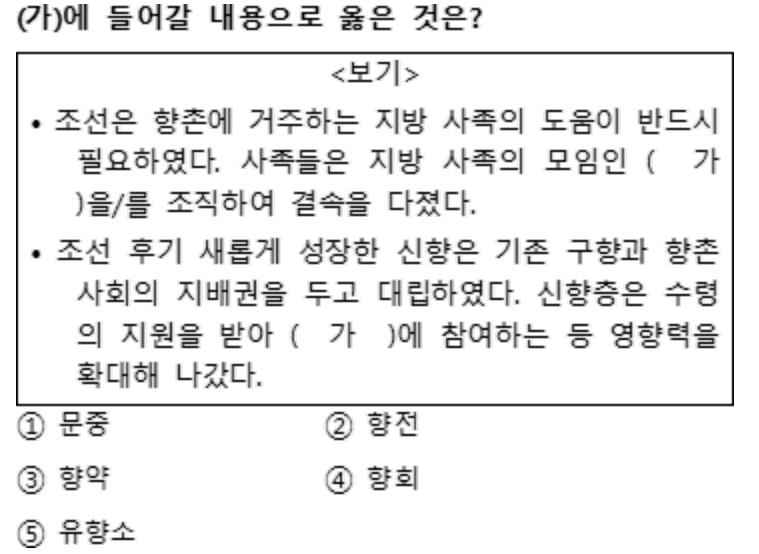 (가)에 들어갈 내용으로 옳은 것은?
<보기>
• 조선은 향촌에 거주하는 지방 사족의 도움이 반드시
필요하였다. 사족들은 지방 사족의 모임인 ( 가
)을/를 조직하여 결속을 다졌다.
• 조선 후기 새롭게 성장한 신향은 기존 구향과 향촌
사회의 지배권을 두고 대립하였다. 신향층은 수령
의 지원을 받아 ( 가 )에 참여하는 등 영향력을
확대해 나갔다.
① 문중 ② 향전
③ 향약 ④ 향회
⑤ 유향소